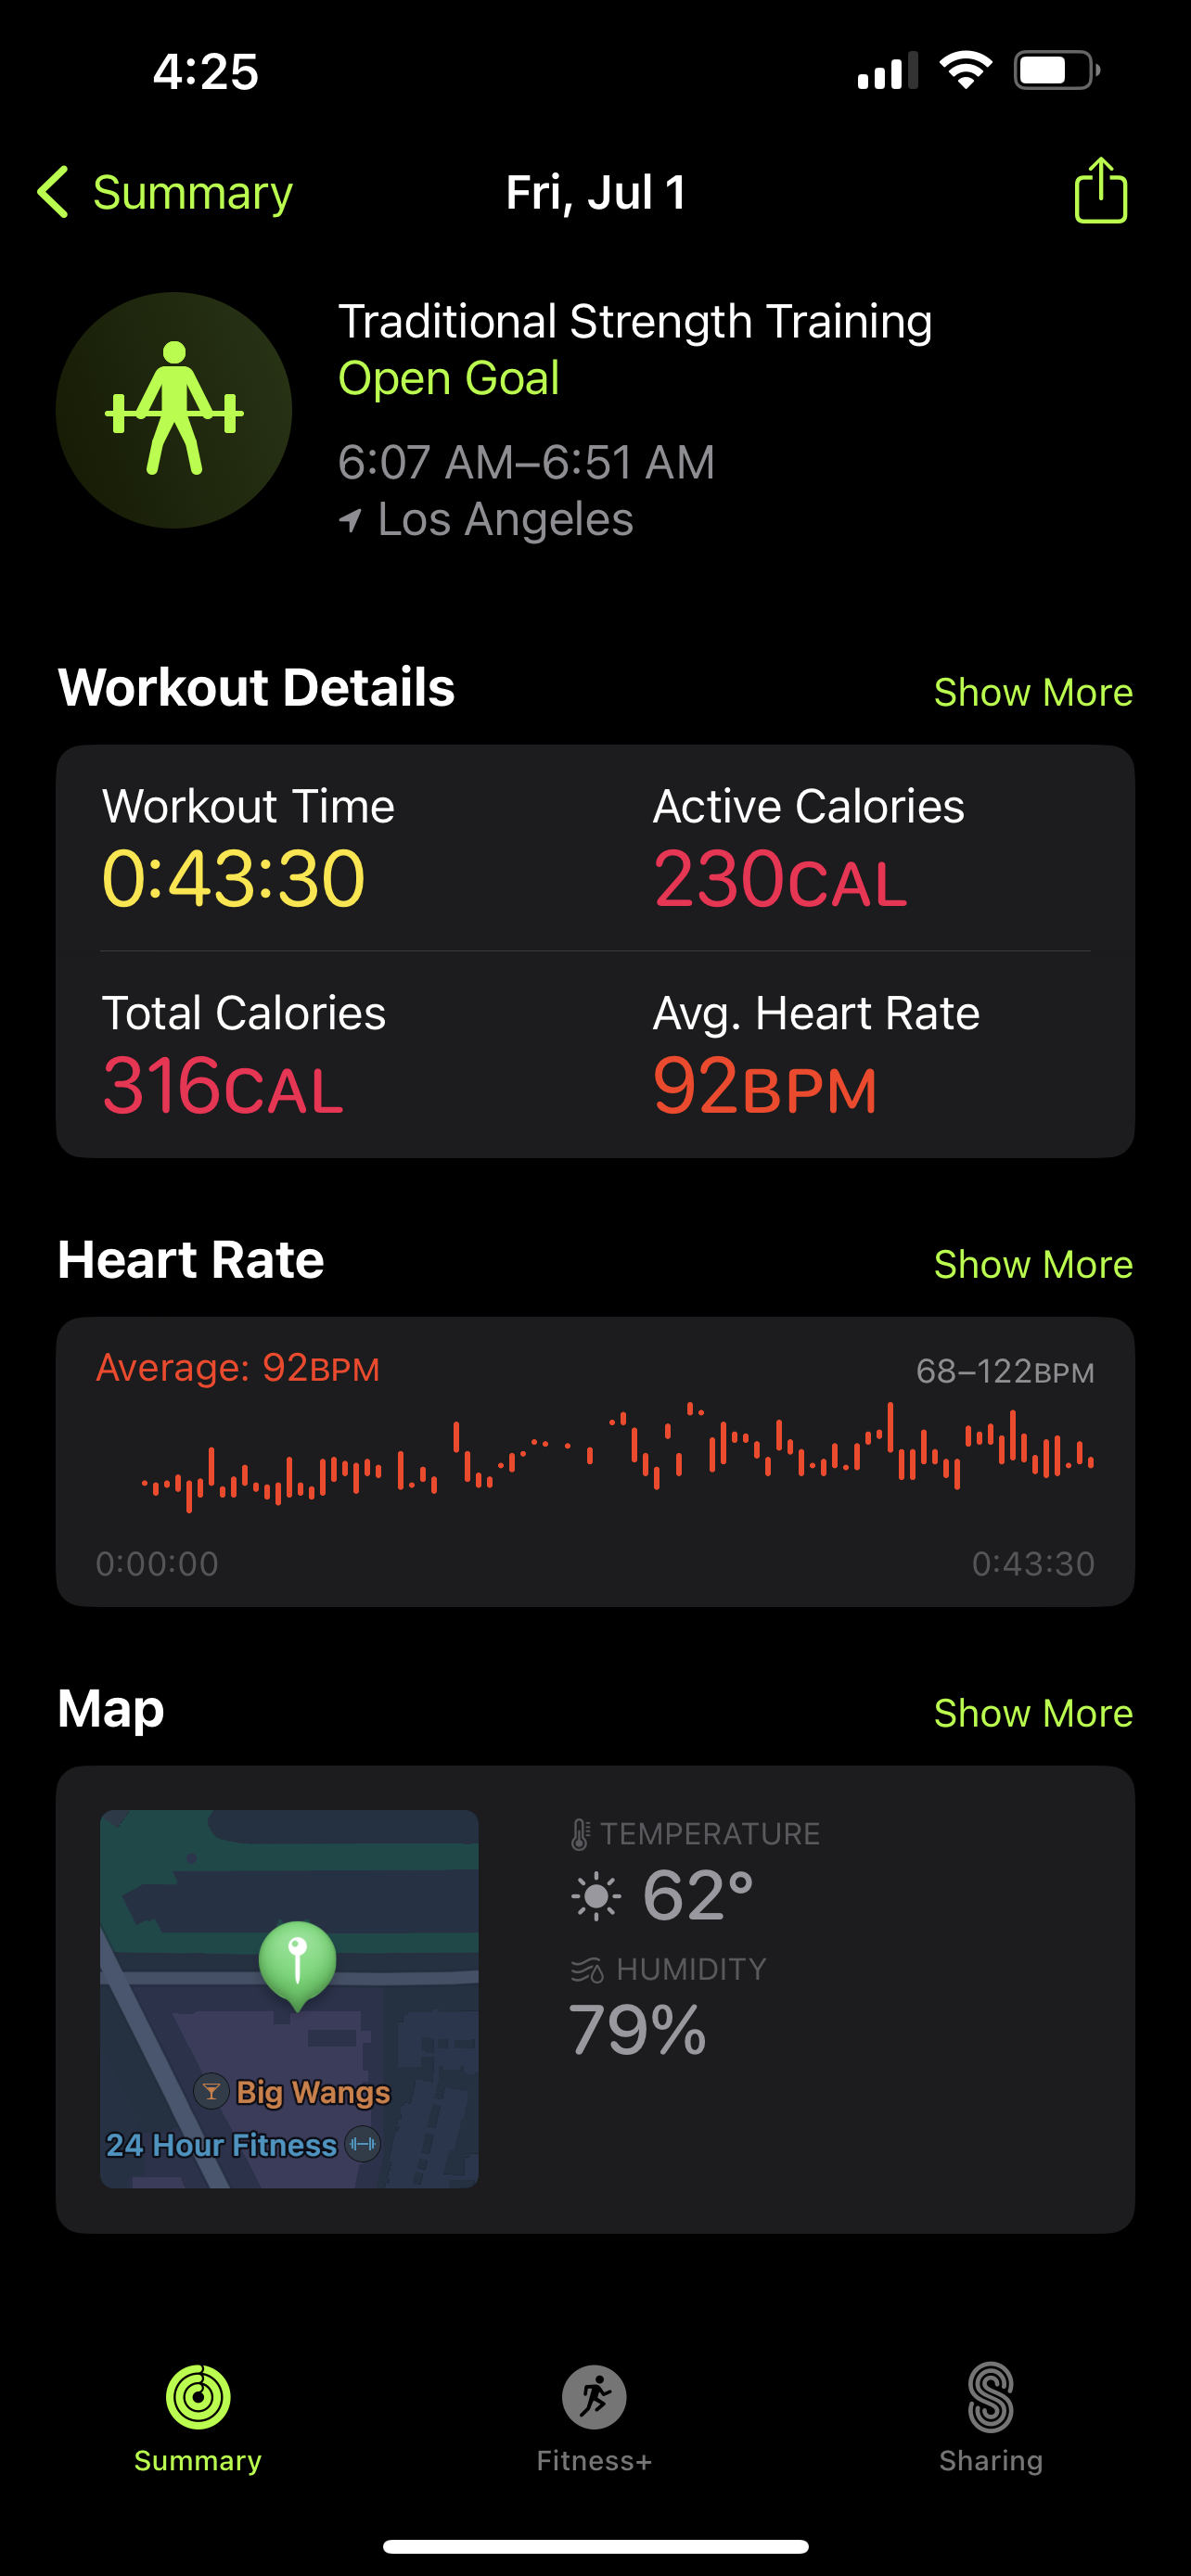 4:25
Summary
Fri, Jul 1
Traditional Strength Training
Open Goal
6:07 AM–6:51 AM
Los Angeles
Workout Details
Show More
Workout Time
Active Calories
0:43:30
230CAL
Total Calories
Avg. Heart Rate
316CAL
92BPM
Heart Rate
Show More
Average: 92BPM
68–122BPM
0:00:00
0:43:30
Map
Show More
TEMPERATURE
62°
HUMIDITY
79%
Big Wangs
24 Hour Fitness
Summary
Fitness+
Sharing